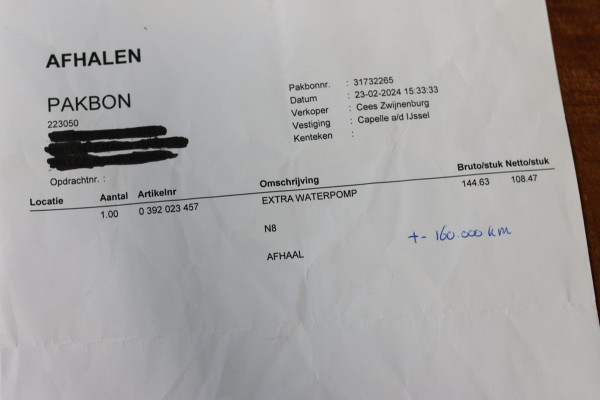 AFHALEN
PAKBON
223050
Pakbonnr. : 31732265
Datum : 23-02-2024 15:33:33
Verkoper : Cees Zwijnenburg
Vestiging : Capelle a/d IJssel
Kenteken :
Opdrachtnr. :
Locatie Aantal Artikelnr Omschrijving Bruto/stuk Netto/stuk
1.00 0 392 023 457 EXTRA WATERPOMP 144.63 108.47
N8
+- 160.000 km
AFHAAL